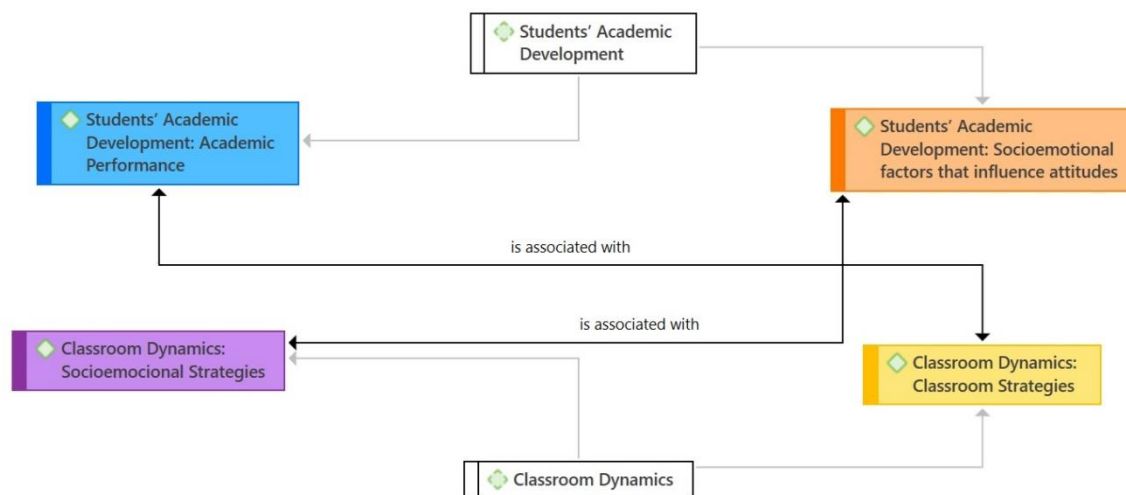 Students’ Academic
Development
Students’ Academic
Development: Academic
Performance
Students’ Academic
Development: Socioemotional
factors that influence attitudes
is associated with
is associated with
Classroom Dynamics:
Socioemocional Strategies
Classroom Dynamics:
Classroom Strategies
Classroom Dynamics